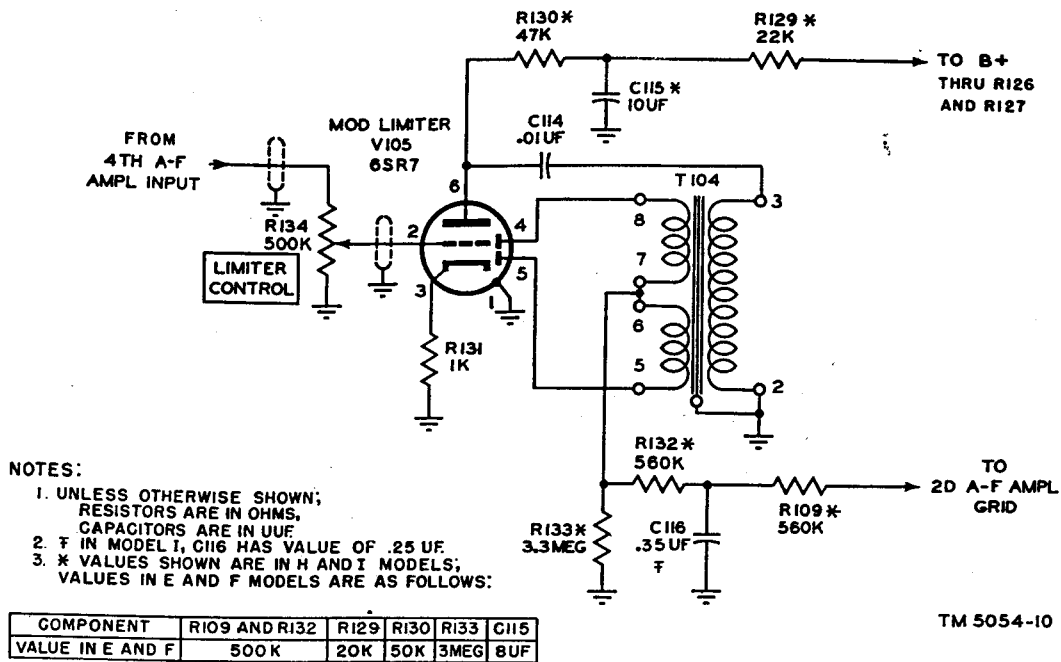 R130*
47K
R129*
22K
TO B+
THRU R126
AND R127
C115*
10UF
C114
.01UF
MOD LIMITER
V105
6SR7
FROM
4TH A-F
AMPL INPUT
R134
500K
LIMITER
CONTROL
6
2
4
5
3
1
T104
8
7
6
5
3
2
R131
1K
R132*
560K
R109*
560K
TO
2D A-F AMPL
GRID
R133*
3.3MEG
C116
.35UF
Ŧ
NOTES:
1. UNLESS OTHERWISE SHOWN;
RESISTORS ARE IN OHMS,
CAPACITORS ARE IN UUF.
2. Ŧ IN MODEL I, C116 HAS VALUE OF .25 UF.
3. * VALUES SHOWN ARE IN H AND I MODELS;
VALUES IN E AND F MODELS ARE AS FOLLOWS:
COMPONENT R109 AND R132 R129 R130 R133 C115
VALUE IN E AND F 500K 20K 50K 3MEG 8UF
TM 5054-10